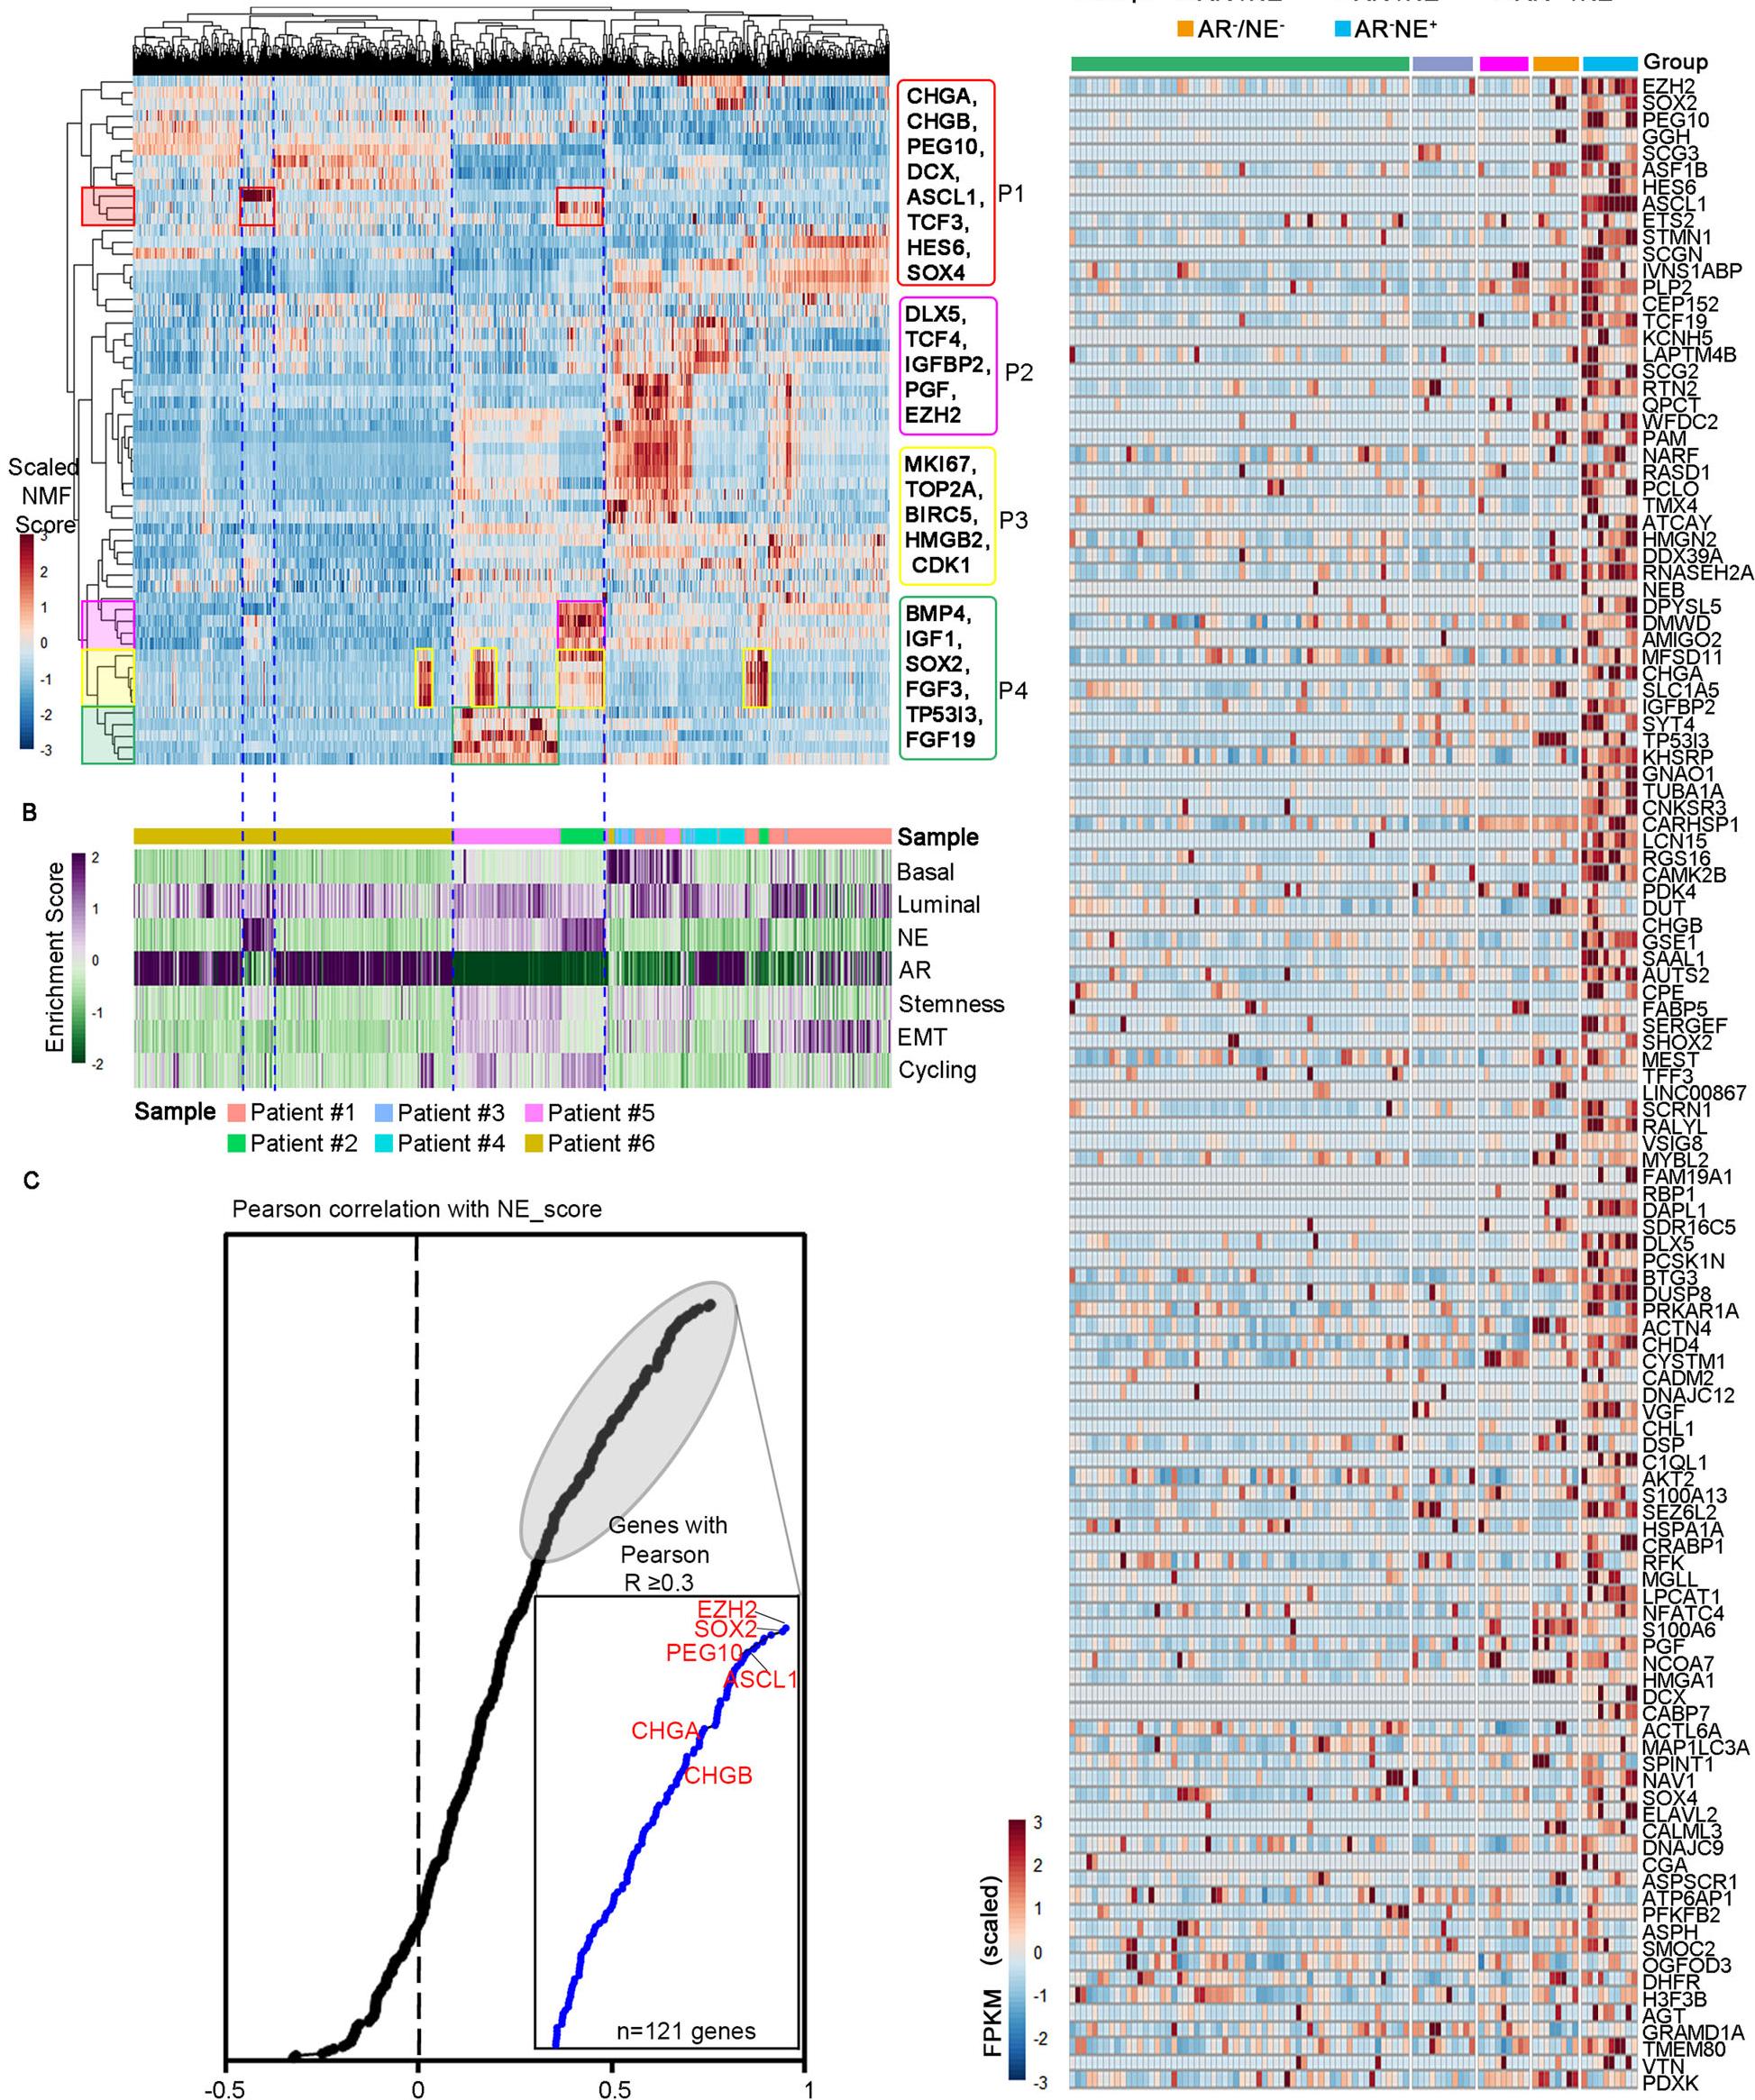 CHGA,
CHGB,
PEG10,
DCX,
ASCL1,
TCF3,
HES6,
SOX4
P1
DLX5,
TCF4,
IGFBP2,
PGF,
EZH2
P2
MKI67,
TOP2A,
BIRC5,
HMGB2,
CDK1
P3
BMP4,
IGF1,
SOX2,
FGF3,
TP53I3,
FGF19
P4
Scaled
NMF
Score
3
2
1
0
-1
-2
-3
B
Enrichment Score
2
1
0
-1
-2
Sample
Basal
Luminal
NE
AR
Stemness
EMT
Cycling
Sample
Patient #1
Patient #3
Patient #5
Patient #2
Patient #4
Patient #6
C
Pearson correlation with NE_score
Genes with
Pearson
R ≥0.3
EZH2
SOX2
PEG10
ASCL1
CHGA
CHGB
n=121 genes
-0.5
0
0.5
1
AR-/NE-
AR-NE+
Group
EZH2
SOX2
PEG10
GGH
SCG3
ASF1B
HES6
ASCL1
ETS2
STMN1
SCGN
IVNS1ABP
PLP2
CEP152
TCF19
KCNH5
LAPTM4B
SCG2
RTN2
QPCT
WFDC2
PAM
NARF
RASD1
PCLO
TMX4
ATCAY
HMGN2
DDX39A
RNASEH2A
NEB
DPYSL5
DMWD
AMIGO2
MFSD11
CHGA
SLC1A5
IGFBP2
SYT4
TP53I3
KHSRP
GNAO1
TUBA1A
CNKSR3
CARHSP1
LCN15
RGS16
CAMK2B
PDK4
DUT
CHGB
GSE1
SAAL1
AUTS2
CPE
FABP5
SERGEF
SHOX2
MEST
TFF3
LINC00867
SCRN1
RALYL
VSIG8
MYBL2
FAM19A1
RBP1
DAPL1
SDR16C5
DLX5
PCSK1N
BTG3
DUSP8
PRKAR1A
ACTN4
CHD4
CYSTM1
CADM2
DNAJC12
VGF
CHL1
DSP
C1QL1
AKT2
S100A13
SEZ6L2
HSPA1A
CRABP1
RFK
MGLL
LPCAT1
NFATC4
S100A6
PGF
NCOA7
HMGA1
DCX
CABP7
ACTL6A
MAP1LC3A
SPINT1
NAV1
SOX4
ELAVL2
CALML3
DNAJC9
CGA
ASPSCR1
ATP6AP1
PFKFB2
ASPH
SMOC2
OGFOD3
DHFR
H3F3B
AGT
GRAMD1A
TMEM80
VTN
PDXK
FPKM (scaled)
3
2
1
0
-1
-2
-3